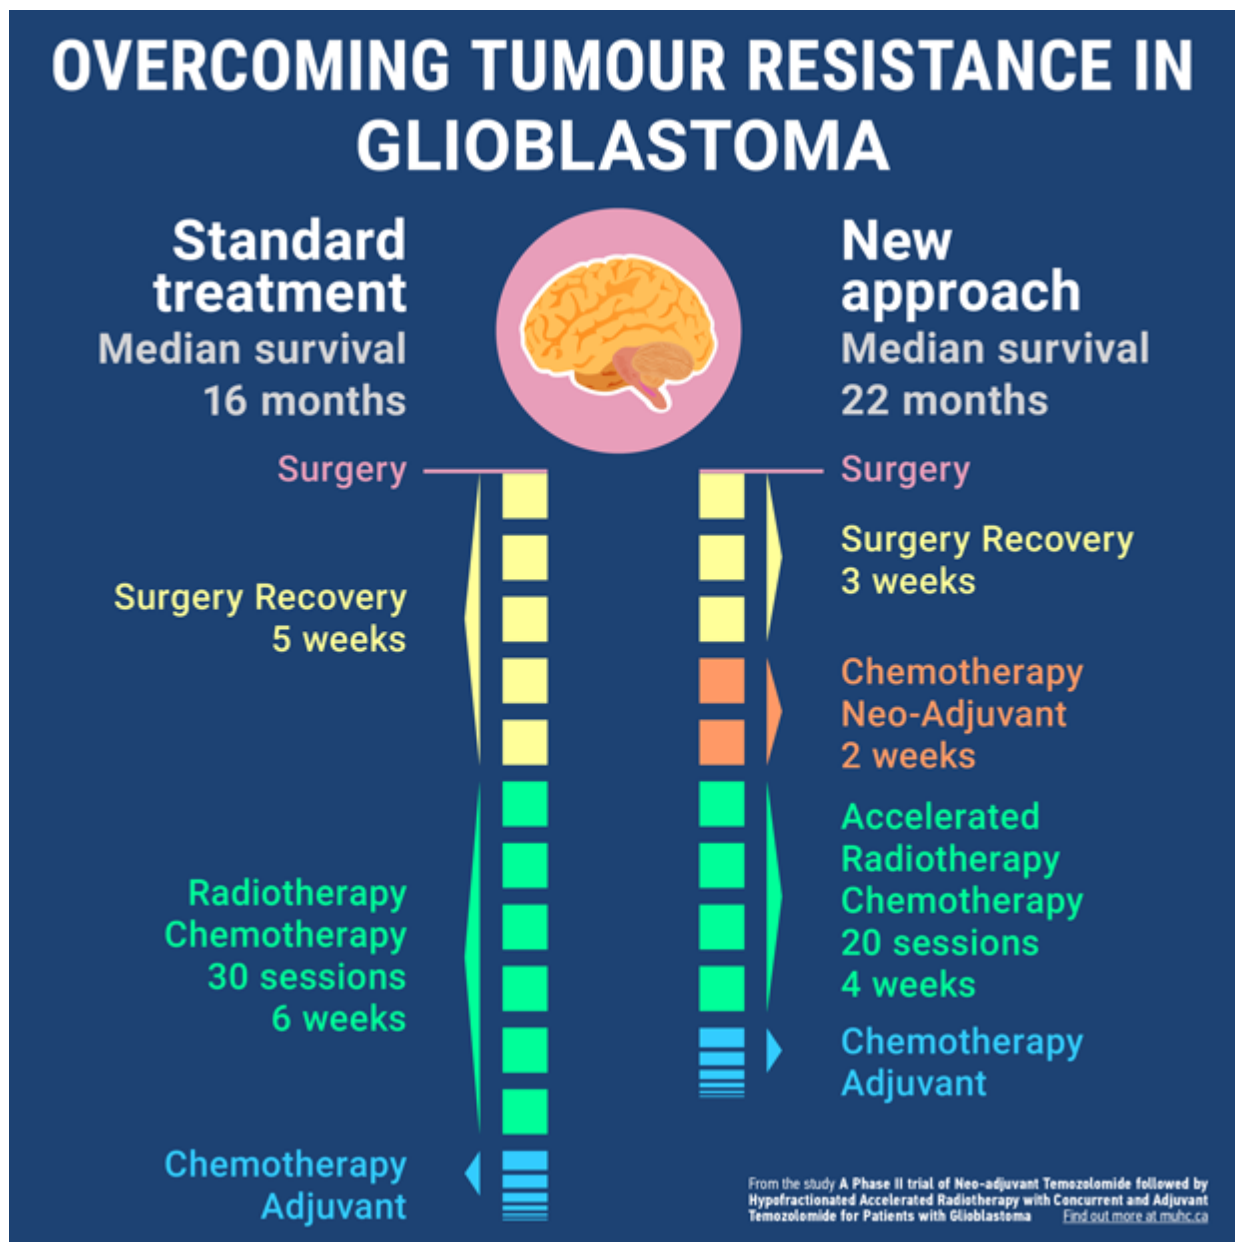 OVERCOMING TUMOUR RESISTANCE IN
GLIOBLASTOMA
Standard
treatment
Median survival
16 months
Surgery
Surgery Recovery
5 weeks
Radiotherapy
Chemotherapy
30 sessions
6 weeks
Chemotherapy
Adjuvant
New
approach
Median survival
22 months
Surgery
Surgery Recovery
3 weeks
Chemotherapy
Neo-Adjuvant
2 weeks
Accelerated
Radiotherapy
Chemotherapy
20 sessions
4 weeks
Chemotherapy
Adjuvant
From the study A Phase II trial of Neo-adjuvant Temozolomide followed by
Hypofractionated Accelerated Radiotherapy with Concurrent and Adjuvant
Temozolomide for Patients with Glioblastoma Find out more at muhc.ca